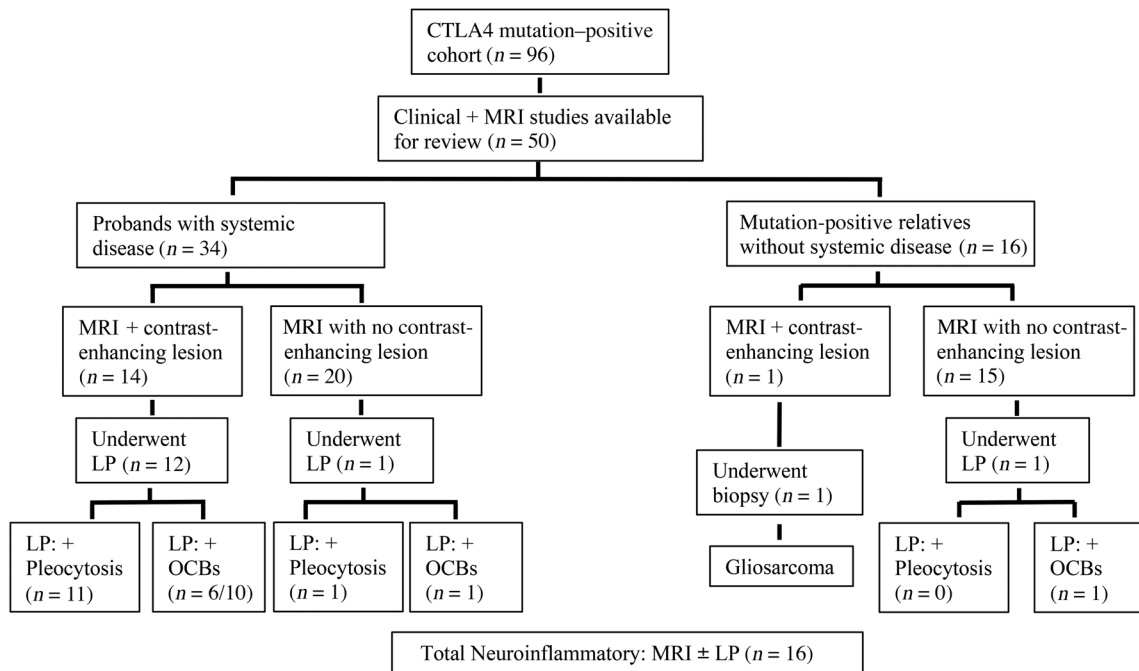 CTLA4 mutation–positive
cohort (n = 96)
Clinical + MRI studies available
for review (n = 50)
Probands with systemic
disease (n = 34)
Mutation-positive relatives
without systemic disease (n = 16)
MRI + contrast-
enhancing lesion
(n = 14)
MRI with no contrast-
enhancing lesion
(n = 20)
MRI + contrast-
enhancing lesion
(n = 1)
MRI with no contrast-
enhancing lesion
(n = 15)
Underwent
LP (n = 12)
Underwent
LP (n = 1)
Underwent
biopsy (n = 1)
Underwent
LP (n = 1)
LP: +
Pleocytosis
(n = 11)
LP: +
OCBs
(n = 6/10)
LP: +
Pleocytosis
(n = 1)
LP: +
OCBs
(n = 1)
Gliosarcoma
LP: +
Pleocytosis
(n = 0)
LP: +
OCBs
(n = 1)
Total Neuroinflammatory: MRI ± LP (n = 16)